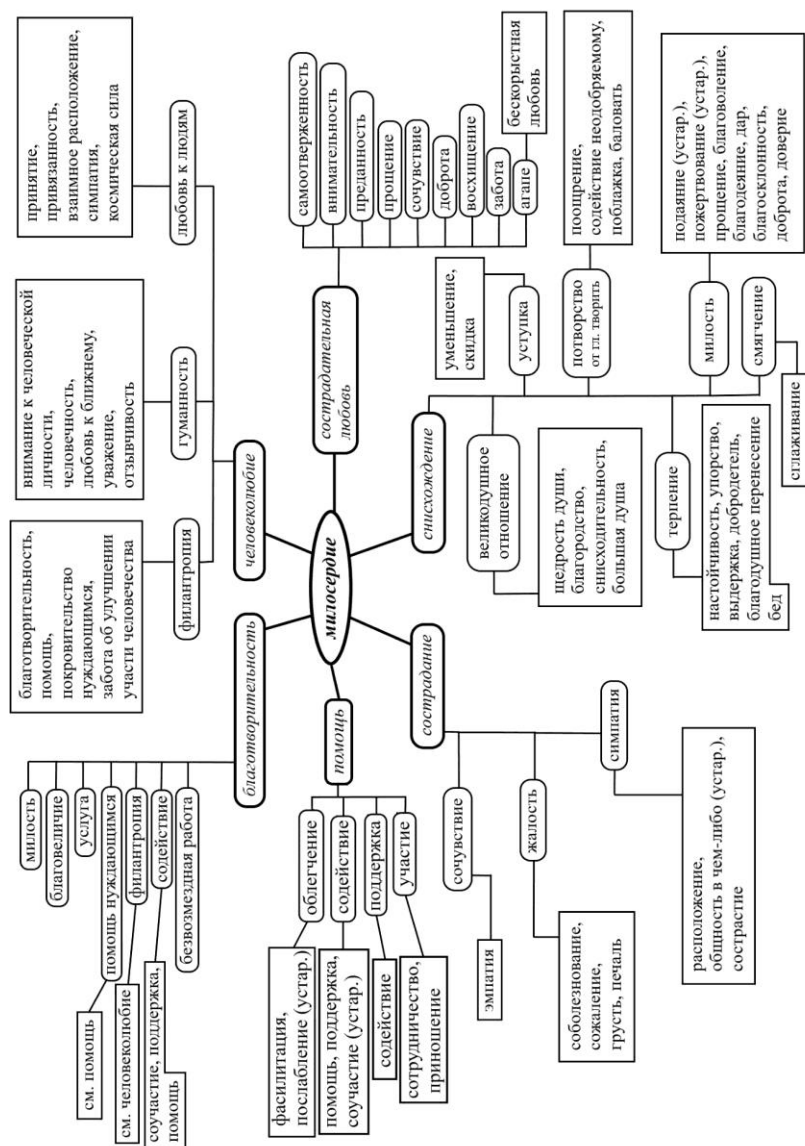 милость
благовеличие
услуга
помощь нуждающимся
филантропия
содействие
безвозмездная работа
см. помощь
см. человеколюбие
соучастие, поддержка,
помощь
благотворительность
благотворительность,
помощь,
покровительство
нуждающимся,
забота об улучшении
участи человечества
филантропия
внимание к человеческой
личности,
человечность,
любовь к ближнему,
уважение,
отзывчивость
гуманность
принятие,
привязанность,
взаимное расположение,
симпатия,
космическая сила
любовь к людям
человеколюбие
фасилитация,
послабление (устар.)
помощь, поддержка,
соучастие (устар.)
содействие
сотрудничество,
приношение
облегчение
содействие
поддержка
участие
помощь
милосердие
сострадательная
любовь
самоотверженность
внимательность
преданность
прощение
сочувствие
доброта
восхищение
забота
агапе
бескорыстная
любовь
сострадание
сочувствие
эмпатия
жалость
соболезнование,
сожаление,
грусть, печаль
симпатия
расположение,
общность в чем-либо (устар.),
сострастие
снисхождение
великодушное
отношение
щедрость души,
благородство,
снисходительность,
большая душа
уступка
уменьшение,
скидка
потворство
от гл. творить
поощрение,
содействие неодобряемому,
поблажка, баловать
терпение
настойчивость, упорство,
выдержка, добродетель,
благодушное перенесение
бед
милость
подаяние (устар.),
пожертвование (устар.),
прощение, благоволение,
благодеяние, дар,
благосклонность,
доброта, доверие
смягчение
сглаживание